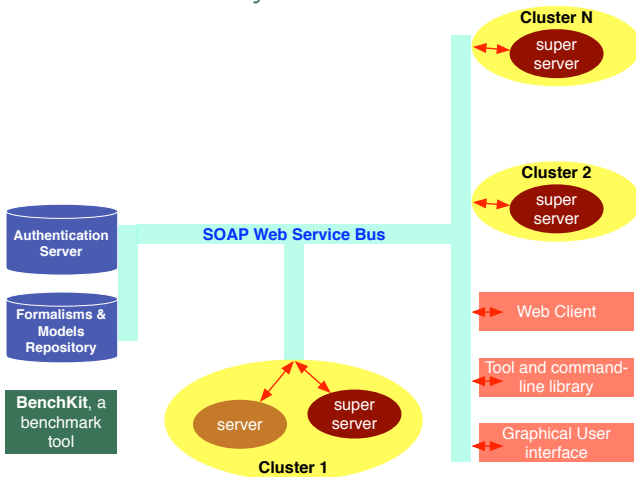 Cluster N
super
server
Cluster 2
super
server
SOAP Web Service Bus
Authentication
Server
Formalisms &
Models
Repository
BenchKit, a
benchmark
tool
server
super
server
Cluster 1
Web Client
Tool and command-
line library
Graphical User
interface